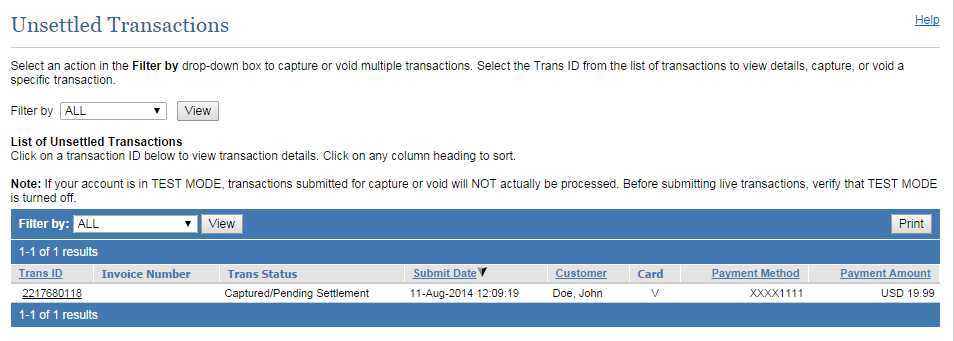 Unsettled Transactions
Help
Select an action in the Filter by drop-down box to capture or void multiple transactions. Select the Trans ID from the list of transactions to view details, capture, or void a
specific transaction.
Filter by ALL View
List of Unsettled Transactions
Click on a transaction ID below to view transaction details. Click on any column heading to sort.
Note: If your account is in TEST MODE, transactions submitted for capture or void will NOT actually be processed. Before submitting live transactions, verify that TEST MODE
is turned off.
Filter by: ALL View Print
1-1 of 1 results
Trans ID Invoice Number Trans Status Submit Date Customer Card Payment Method Payment Amount
2217680118 Captured/Pending Settlement 11-Aug-2014 12:09:19 Doe, John V XXXX1111 USD 19.99
1-1 of 1 results